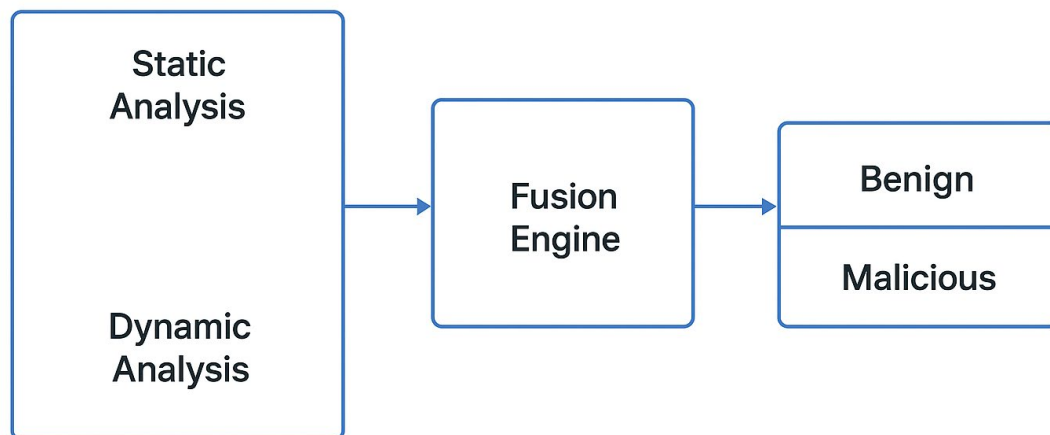 Static
Analysis
Dynamic
Analysis
Fusion
Engine
Benign
Malicious